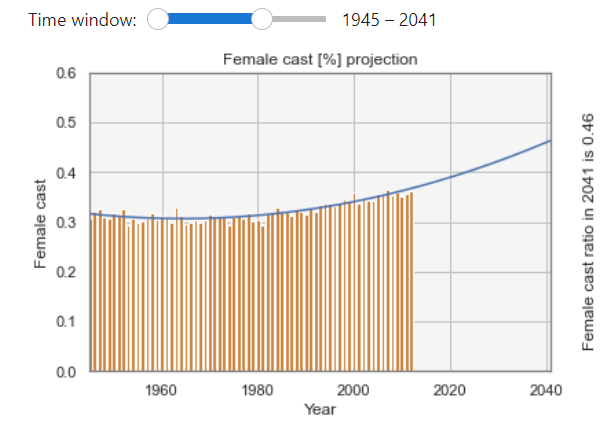 Time window: 1945 – 2041
Female cast [%] projection
0.6
0.5
0.4
0.3
0.2
0.1
0.0
Female cast
1960 1980 2000 2020 2040
Year
Female cast ratio in 2041 is 0.46